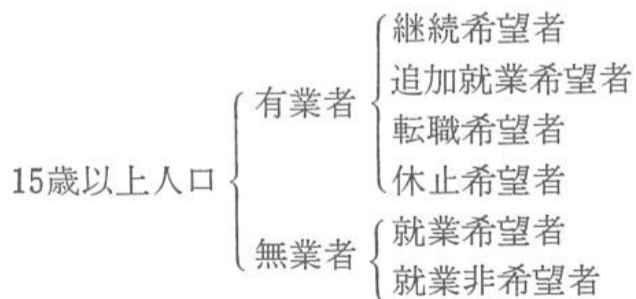 15歳以上人口
有業者
継続希望者
追加就業希望者
転職希望者
休止希望者
無業者
就業希望者
就業非希望者